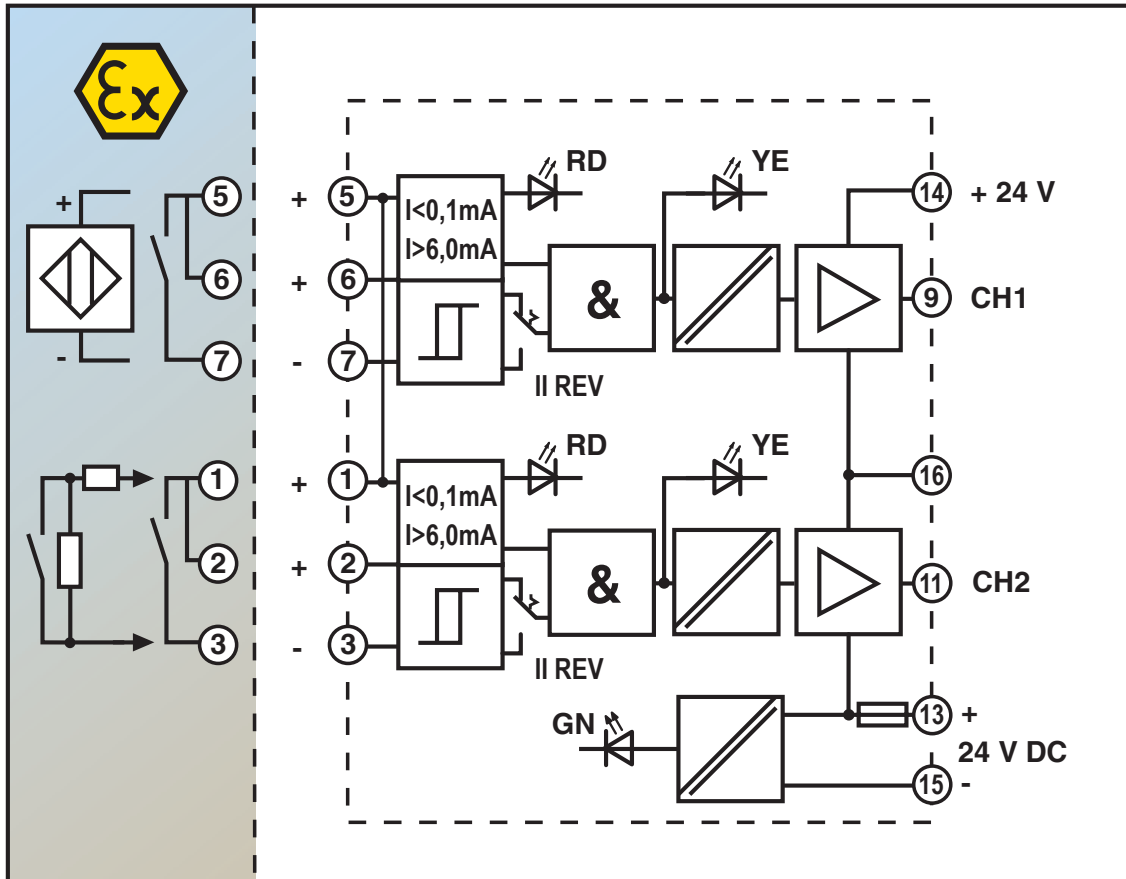 Ex
+
-
5
6
7
1
2
3
+ 5
+ 6
- 7
I<0,1mA
I>6,0mA
RD
&
II REV
YE
14 + 24 V
9 CH1
+ 1
+ 2
- 3
I<0,1mA
I>6,0mA
RD
&
II REV
YE
16
11 CH2
GN
13 +
24 V DC
15 -